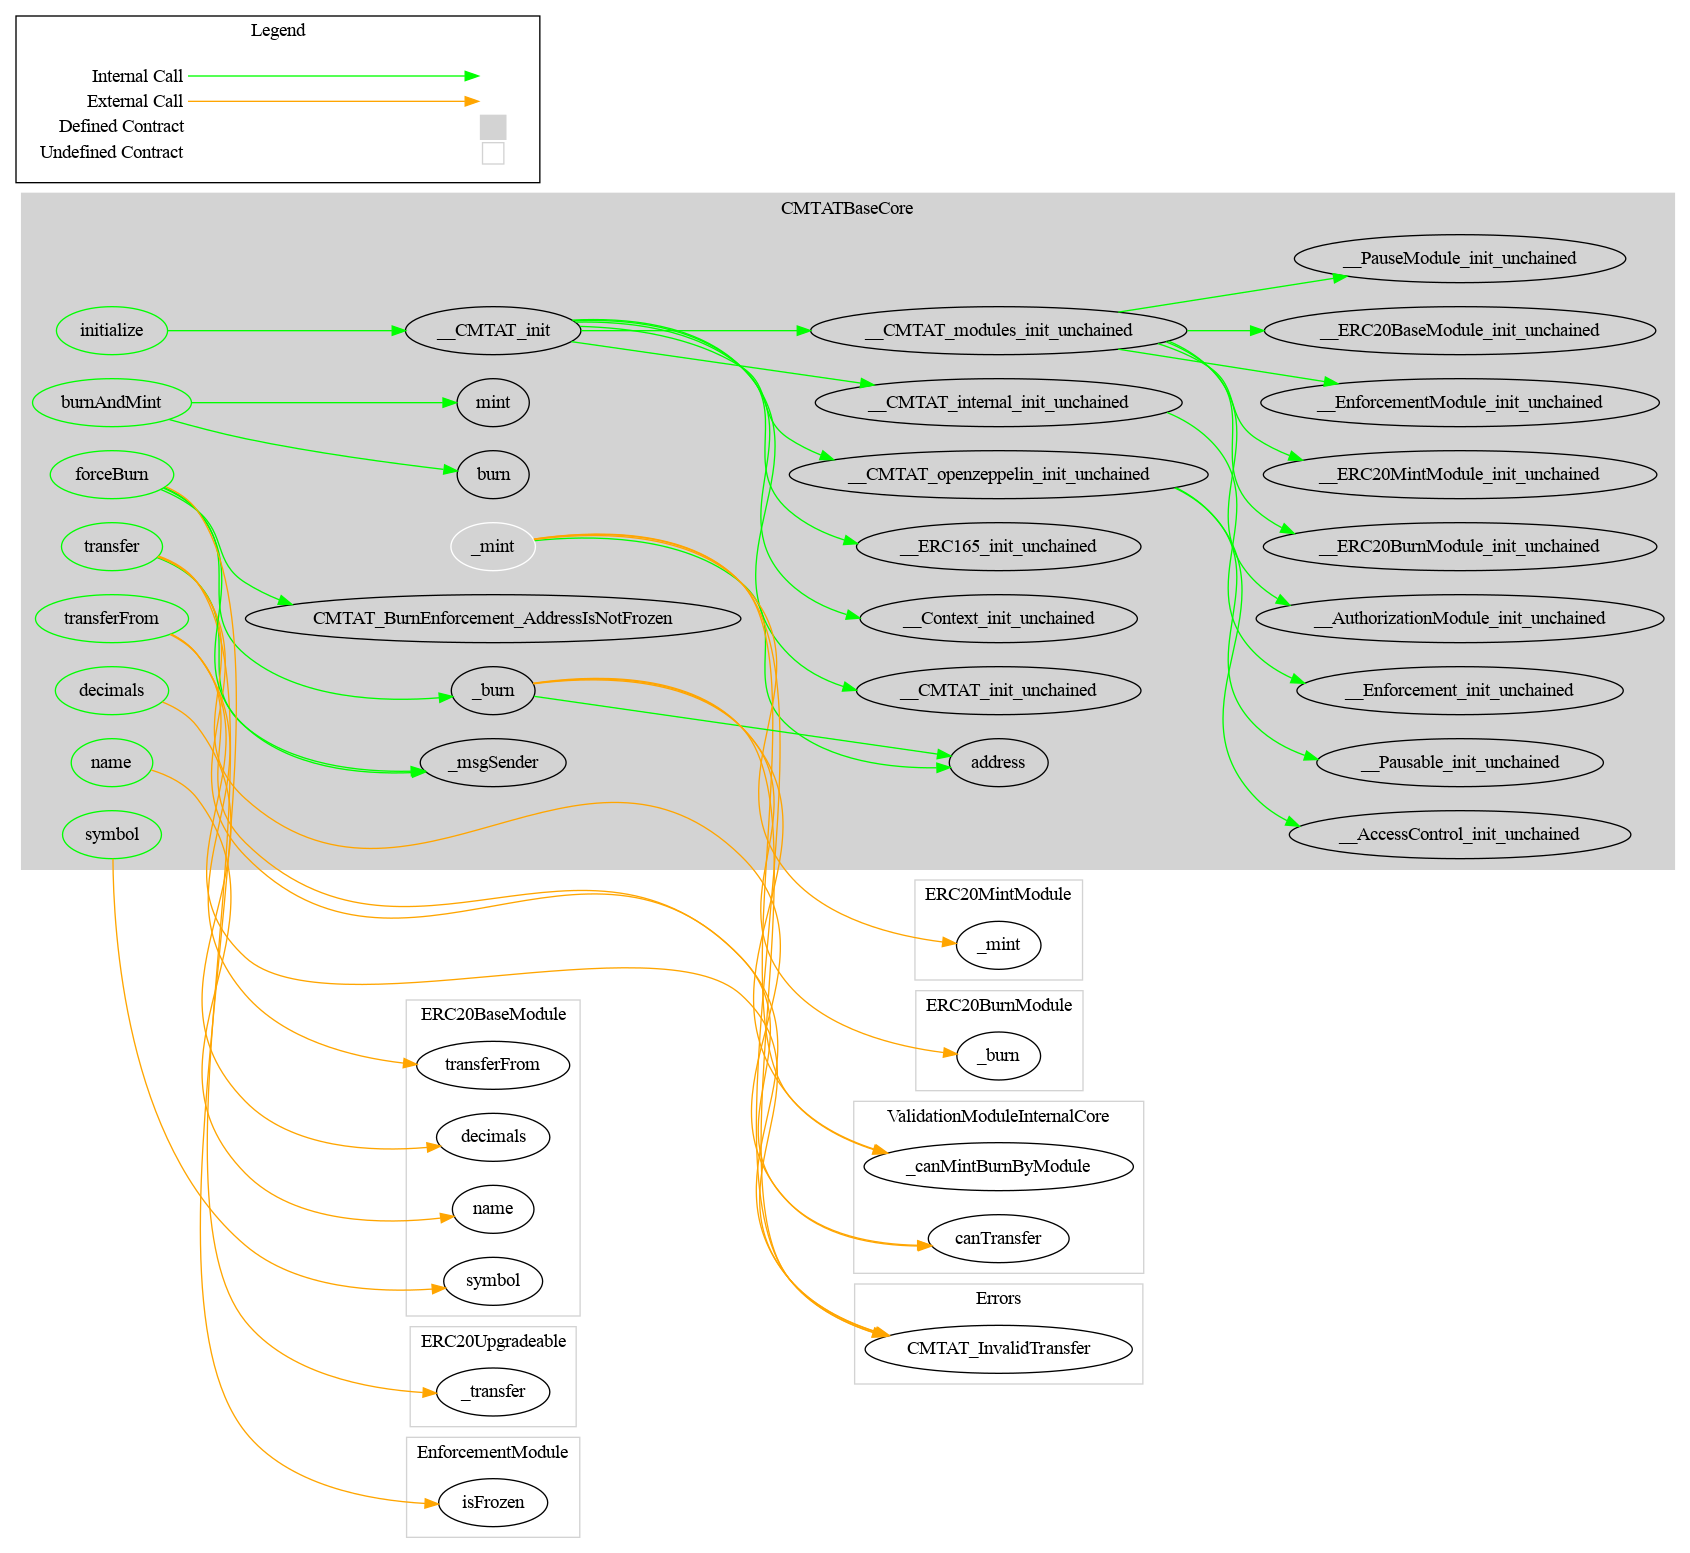 Legend
Internal Call
External Call
Defined Contract
Undefined Contract
CMTATBaseCore
initialize
burnAndMint
forceBurn
transfer
transferFrom
decimals
name
symbol
__CMTAT_init
mint
burn
_mint
CMTAT_BurnEnforcement_AddressIsNotFrozen
_burn
_msgSender
__CMTAT_modules_init_unchained
__CMTAT_internal_init_unchained
__CMTAT_openzeppelin_init_unchained
__ERC165_init_unchained
__Context_init_unchained
__CMTAT_init_unchained
address
__PauseModule_init_unchained
__ERC20BaseModule_init_unchained
__EnforcementModule_init_unchained
__ERC20MintModule_init_unchained
__ERC20BurnModule_init_unchained
__AuthorizationModule_init_unchained
__Enforcement_init_unchained
__Pausable_init_unchained
__AccessControl_init_unchained
ERC20BaseModule
transferFrom
decimals
name
symbol
ERC20Upgradeable
_transfer
EnforcementModule
isFrozen
ERC20MintModule
_mint
ERC20BurnModule
_burn
ValidationModuleInternalCore
_canMintBurnByModule
canTransfer
Errors
CMTAT_InvalidTransfer